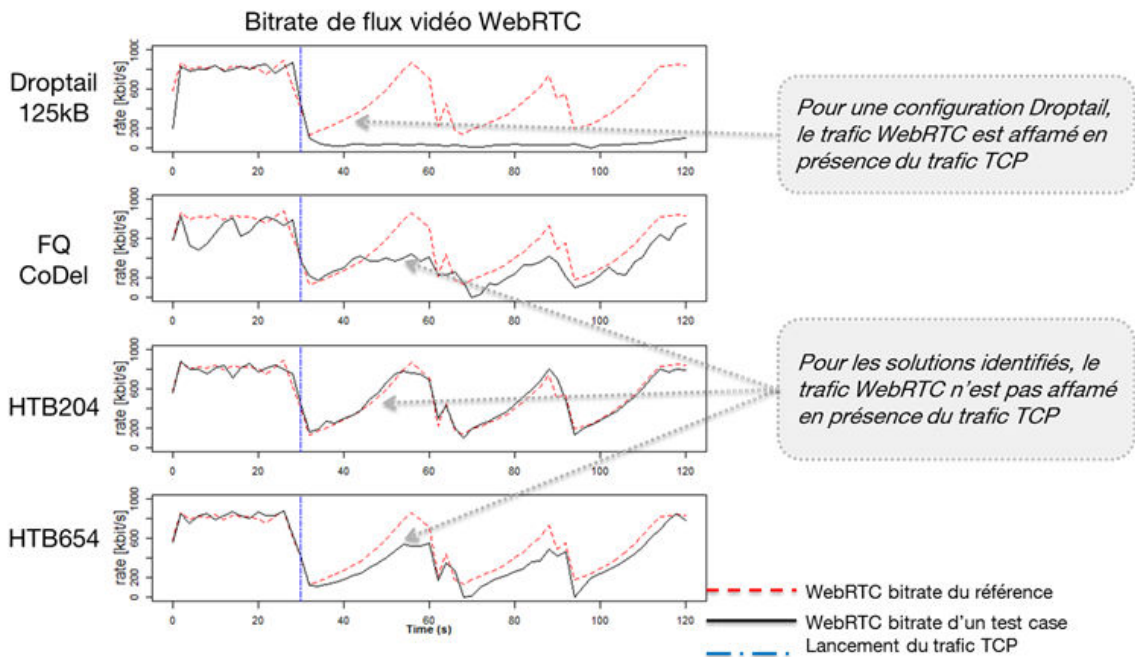 Bitrate de flux vidéo WebRTC
Droptail
125kB
rate [kbit/s]
0 200 600 1000
0 20 40 60 80 100 120
Pour une configuration Droptail,
le trafic WebRTC est affamé en
présence du trafic TCP
FQ
CoDel
rate [kbit/s]
0 200 600 1000
0 20 40 60 80 100 120
HTB204
rate [kbit/s]
0 200 600 1000
0 20 40 60 80 100 120
Pour les solutions identifiés, le
trafic WebRTC n'est pas affamé
en présence du trafic TCP
HTB654
rate [kbit/s]
0 200 600 1000
0 20 40 60 80 100 120
Time (s)
WebRTC bitrate du référence
WebRTC bitrate d'un test case
Lancement du trafic TCP